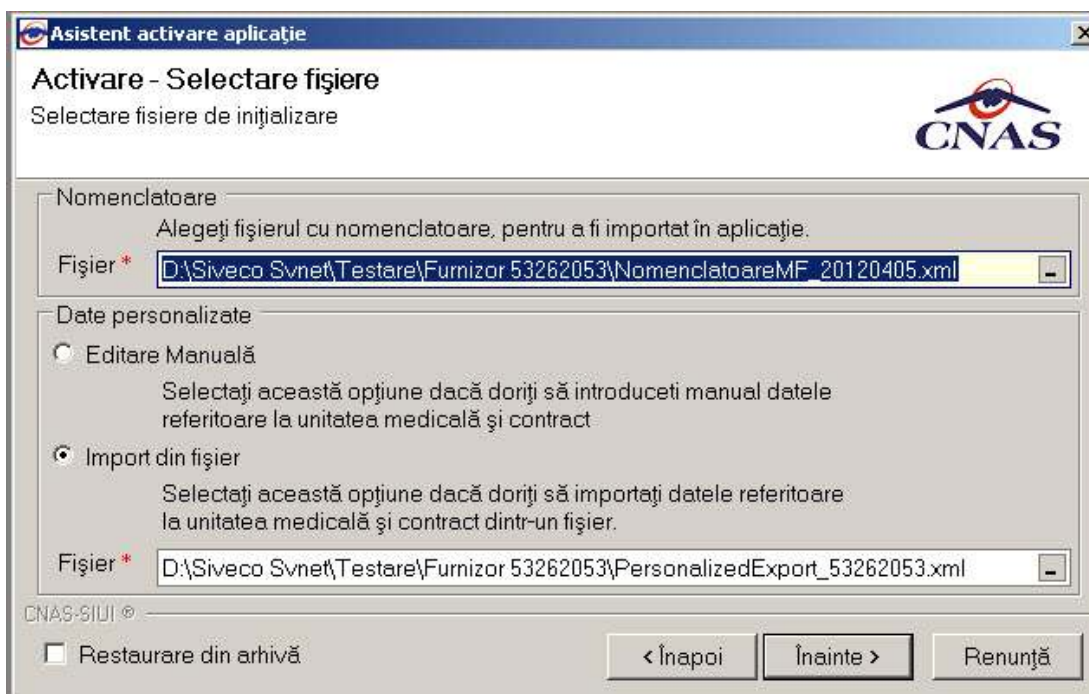 Asistent activare aplicaţie
Activare - Selectare fişiere
Selectare fisiere de iniţializare
CNAS
Nomenclatoare
Alegeţi fişierul cu nomenclatoare, pentru a fi importat în aplicaţie.
Fişier *
D:\Siveco Svnet\Testare\Furnizor 53262053\NomenclatoareMF_20120405.xml
Date personalizate
Editare Manuală
Selectaţi această opţiune dacă doriţi să introduceti manual datele
referitoare la unitatea medicală şi contract
Import din fişier
Selectaţi această opţiune dacă doriţi să importaţi datele referitoare
la unitatea medicală şi contract dintr-un fişier.
Fişier *
D:\Siveco Svnet\Testare\Furnizor 53262053\PersonalizedExport_53262053.xml
CNAS-SIUI ®
Restaurare din arhivă
< Înapoi
Înainte >
Renunţă